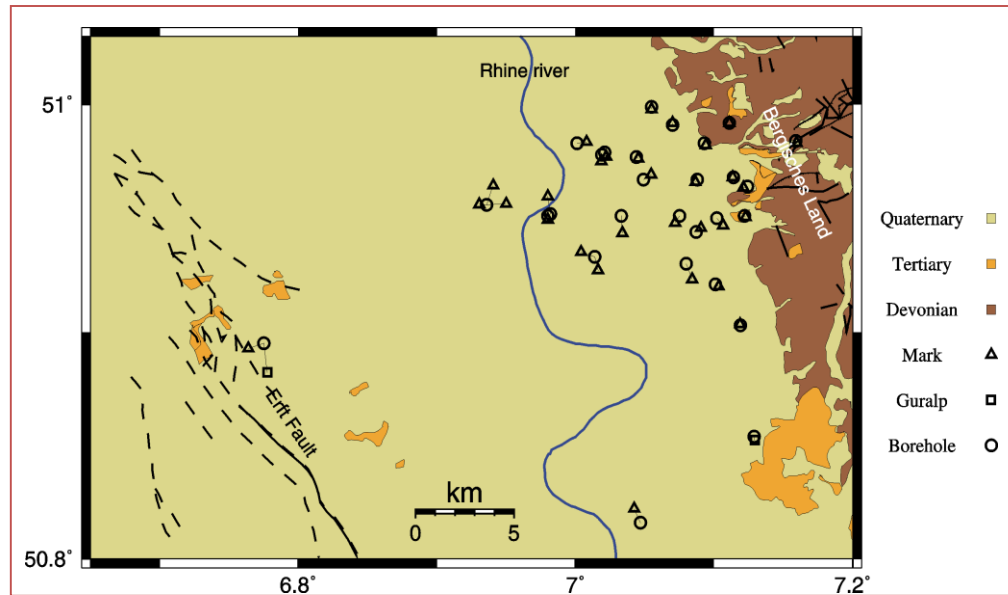 Rhine river
51°
Bergisches Land
Quaternary
Tertiary
Devonian
Mark
Guralp
Borehole
Erft Fault
km
0 5
50.8°
6.8° 7° 7.2°